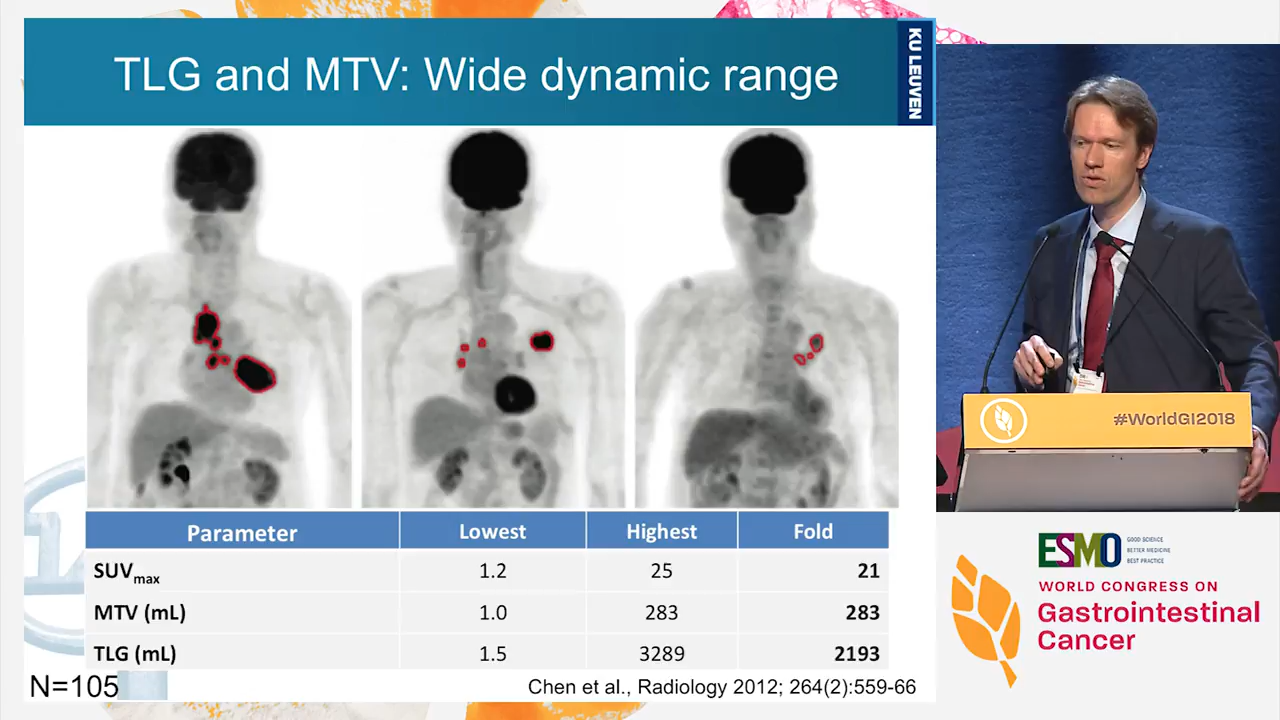 TLG and MTV: Wide dynamic range
KU LEUVEN
Parameter Lowest Highest Fold
SUVmax 1.2 25 21
MTV (mL) 1.0 283 283
TLG (mL) 1.5 3289 2193
N=105
Chen et al., Radiology 2012; 264(2):559-66
#WorldGI2018
ESMO
GOOD SCIENCE
BETTER MEDICINE
BEST PRACTICE
WORLD CONGRESS ON
Gastrointestinal
Cancer